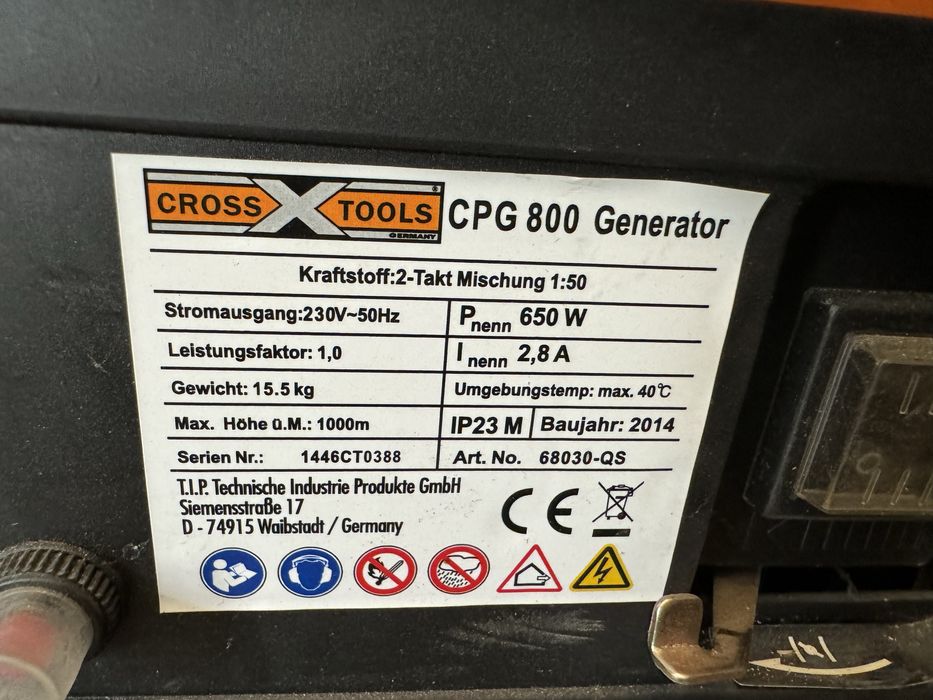 CROSS X TOOLS®
GERMANY
CPG 800 Generator
Kraftstoff:2-Takt Mischung 1:50
Stromausgang:230V~50Hz
Pnenn 650 W
Leistungsfaktor: 1,0
Inenn 2,8 A
Gewicht: 15.5 kg
Umgebungstemp: max. 40℃
Max. Höhe ü.M.: 1000m
IP23 M
Baujahr: 2014
Serien Nr.: 1446CT0388
Art. No. 68030-QS
T.I.P. Technische Industrie Produkte GmbH
Siemensstraße 17
D - 74915 Waibstadt / Germany
CE